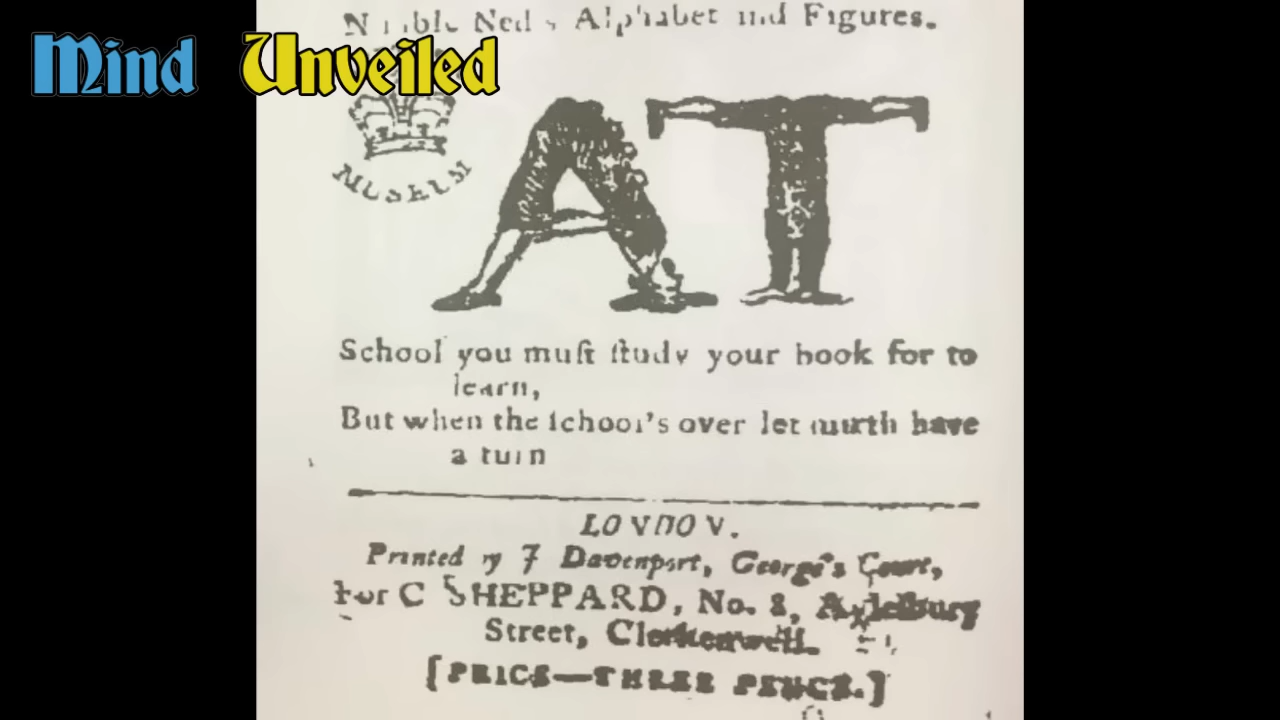 Mind Unveiled
Nimble Ned's Alphabet and Figures.
MUSEUM
AT
School you muſt ſtudy your book for to
learn,
But when the ſchool's over let mirth have
a turn
LONDON.
Printed by J Davenport, George's Court,
For C SHEPPARD, No. 8, Aylesbury
Street, Clerkenwell.
[PRICE—THREE PENCE.]